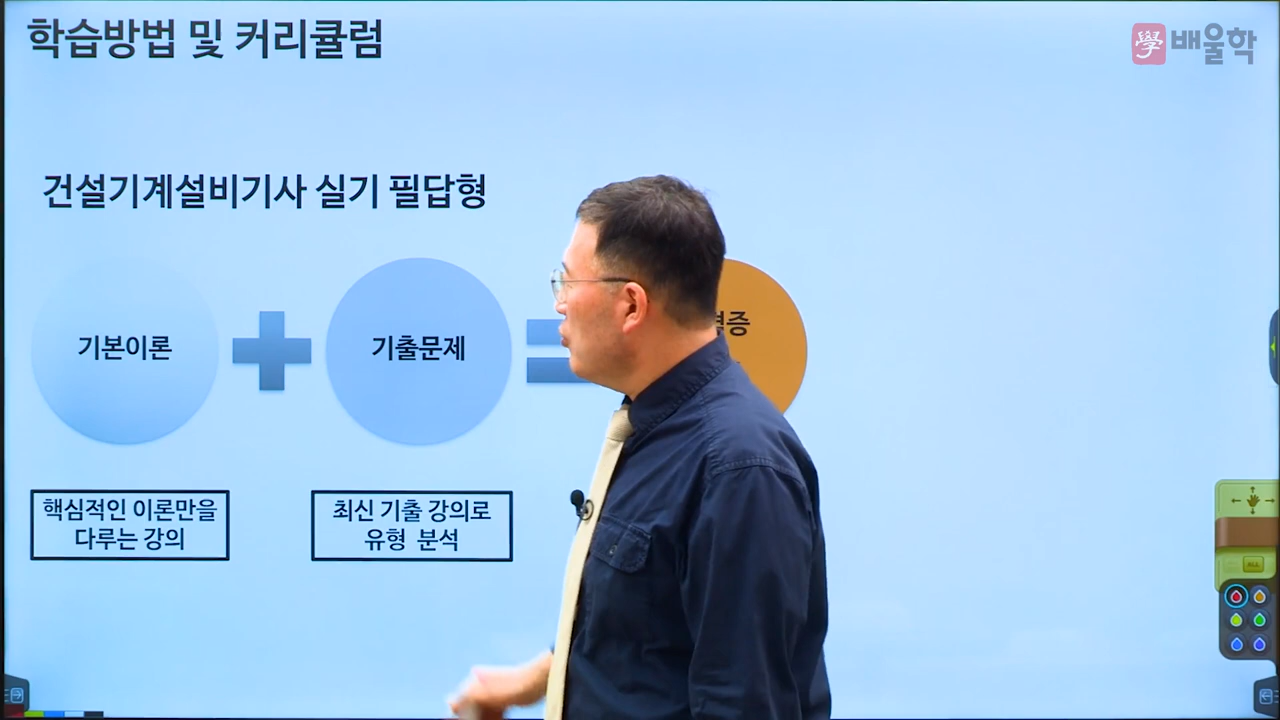 학습방법 및 커리큘럼
學 배울학
건설기계설비기사 실기 필답형
기본이론
기출문제
핵심적인 이론만을
다루는 강의
최신 기출 강의로
유형 분석
ALL